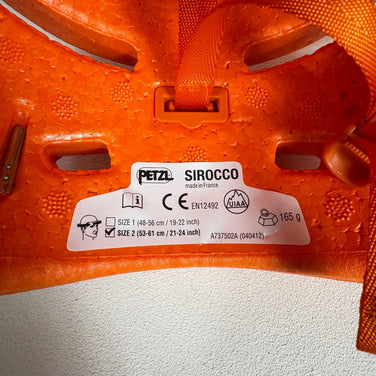 PETZL SIROCCO
made in France
i CE EN12492 UIAA 165 g
SIZE 1 (48-56 cm / 19-22 inch)
SIZE 2 (53-61 cm / 21-24 inch) A737502A (040412)